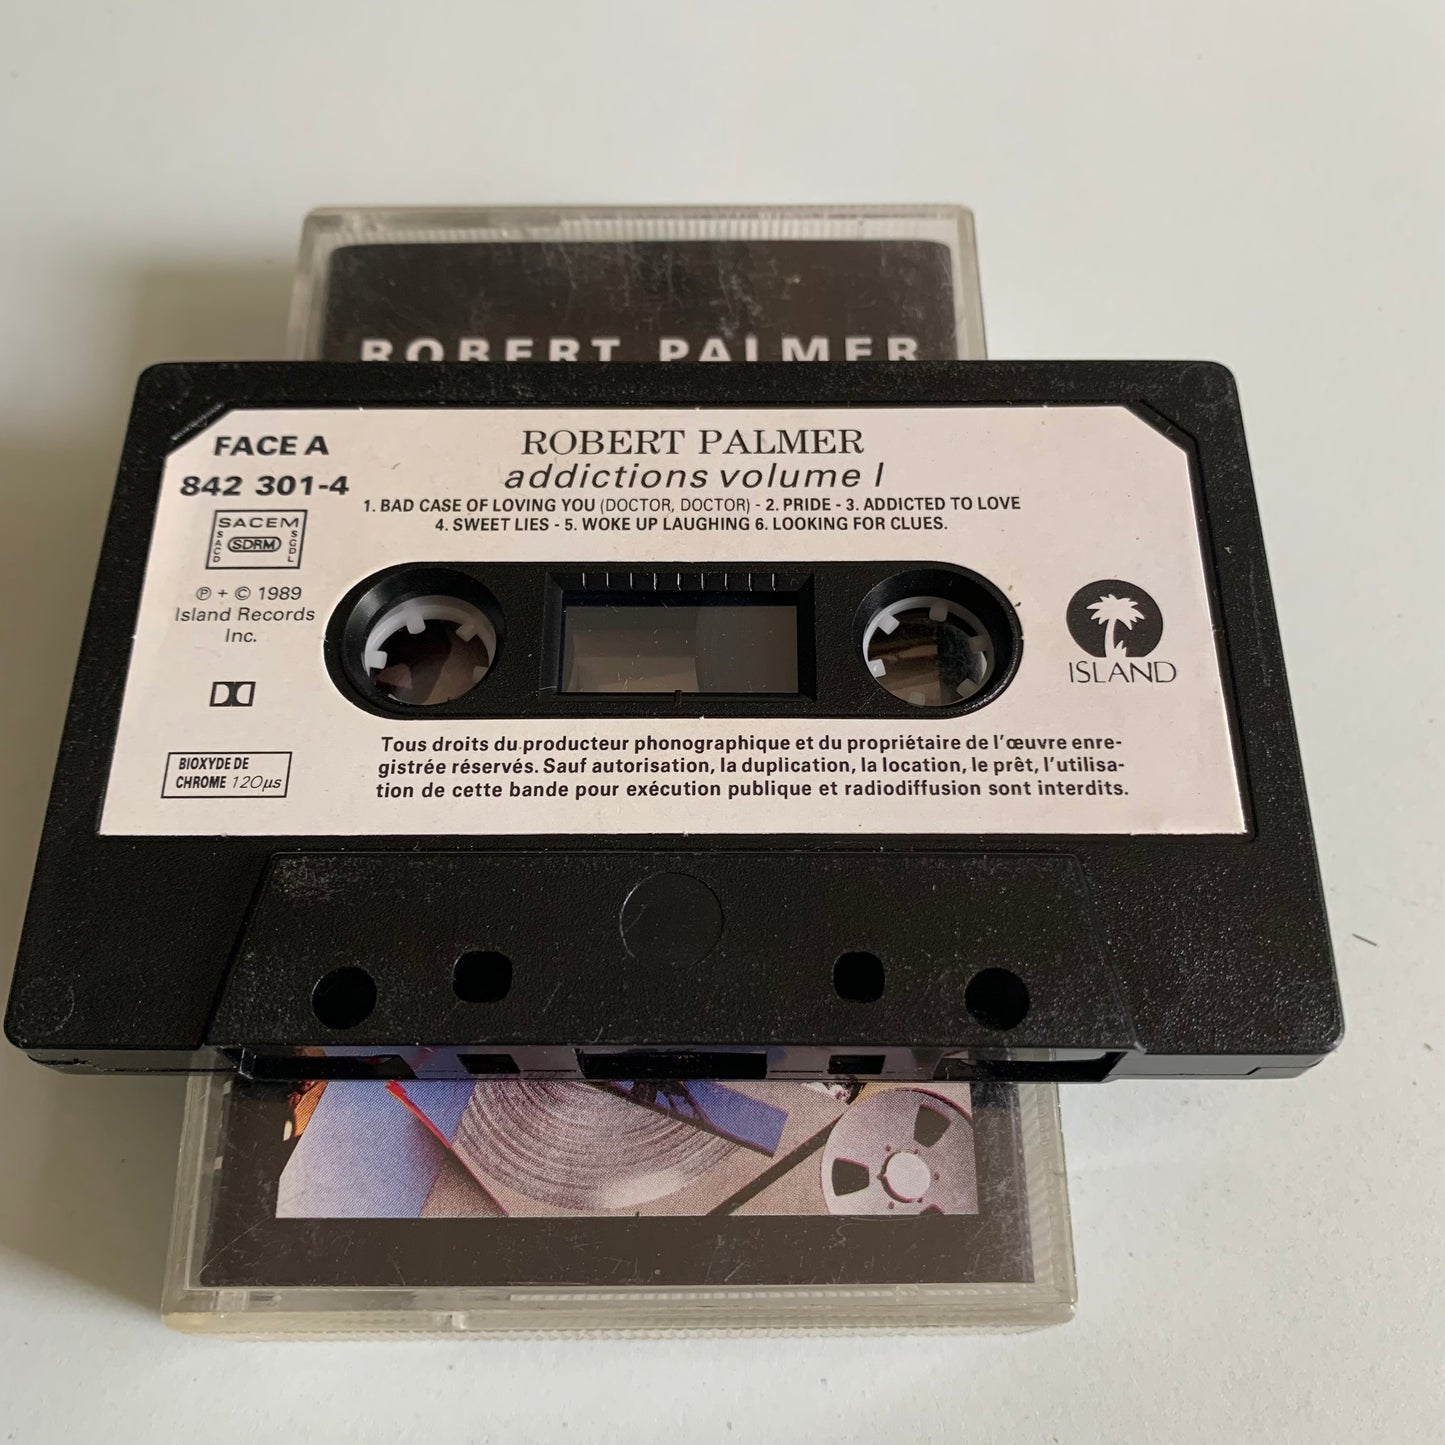 ROBERT PALMER
FACE A
842 301-4
ROBERT PALMER
addictions volume I
1. BAD CASE OF LOVING YOU (DOCTOR, DOCTOR) - 2. PRIDE - 3. ADDICTED TO LOVE
4. SWEET LIES - 5. WOKE UP LAUGHING 6. LOOKING FOR CLUES.
SACEM
SACD
SDRM
SGDL
℗ + © 1989
Island Records
Inc.
ISLAND
BIOXYDE DE
CHROME 120µs
Tous droits du producteur phonographique et du propriétaire de l'œuvre enre-
gistrée réservés. Sauf autorisation, la duplication, la location, le prêt, l'utilisa-
tion de cette bande pour exécution publique et radiodiffusion sont interdits.